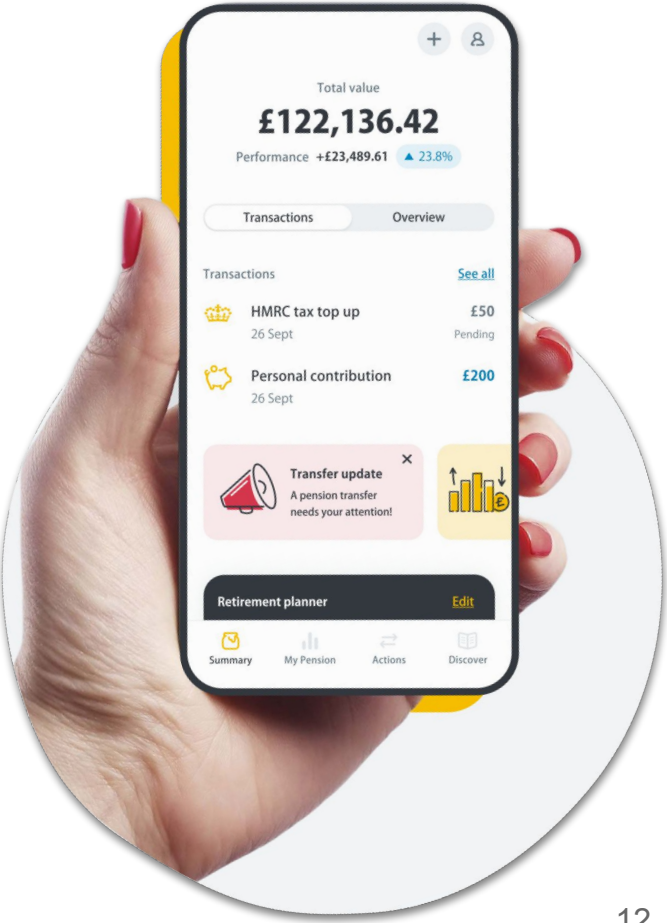 Total value
£122,136.42
Performance +£23,489.61 ▲ 23.8%
Transactions Overview
Transactions See all
HMRC tax top up £50
26 Sept Pending
Personal contribution £200
26 Sept
Transfer update
A pension transfer
needs your attention!
£
Retirement planner Edit
Summary My Pension Actions Discover
12